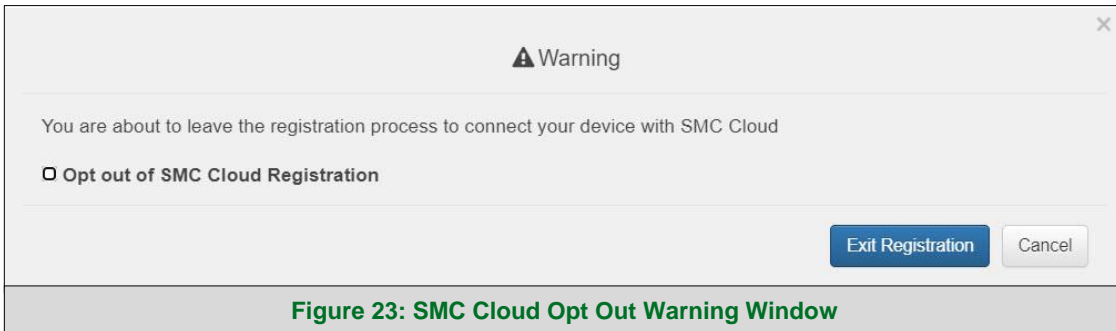 ×
Warning
You are about to leave the registration process to connect your device with SMC Cloud
Opt out of SMC Cloud Registration
Exit Registration Cancel
Figure 23: SMC Cloud Opt Out Warning Window